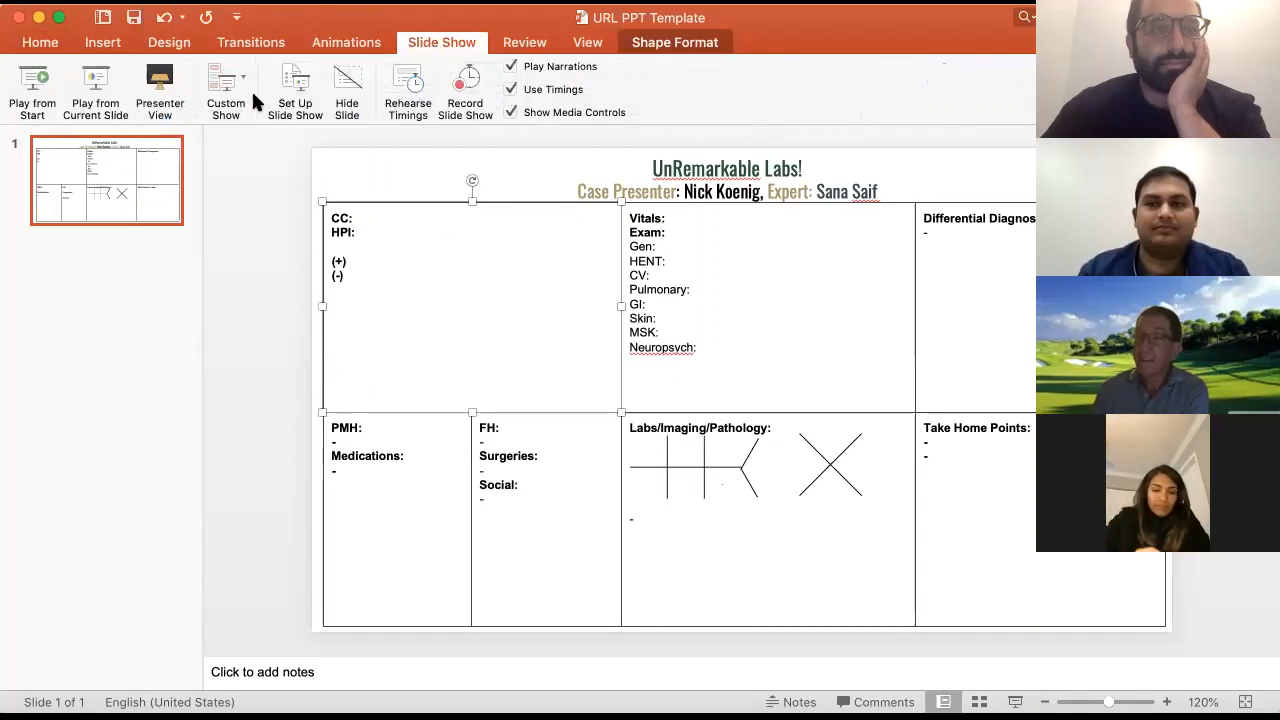 URL PPT Template
Home Insert Design Transitions Animations Slide Show Review View Shape Format
Play from Start
Play from Current Slide
Presenter View
Custom Show
Set Up Slide Show
Hide Slide
Rehearse Timings
Record Slide Show
Play Narrations
Use Timings
Show Media Controls
1
UnRemarkable Labs!
Case Presenter: Nick Koenig, Expert: Sana Saif
CC:
HPI:
(+)
(-)
Vitals:
Exam:
Gen:
HENT:
CV:
Pulmonary:
GI:
Skin:
MSK:
Neuropsych:
Differential Diagnos
-
PMH:
-
Medications:
-
FH:
-
Surgeries:
-
Social:
-
Labs/Imaging/Pathology:
-
Take Home Points:
-
-
Click to add notes
Slide 1 of 1 English (United States) Notes Comments 120%